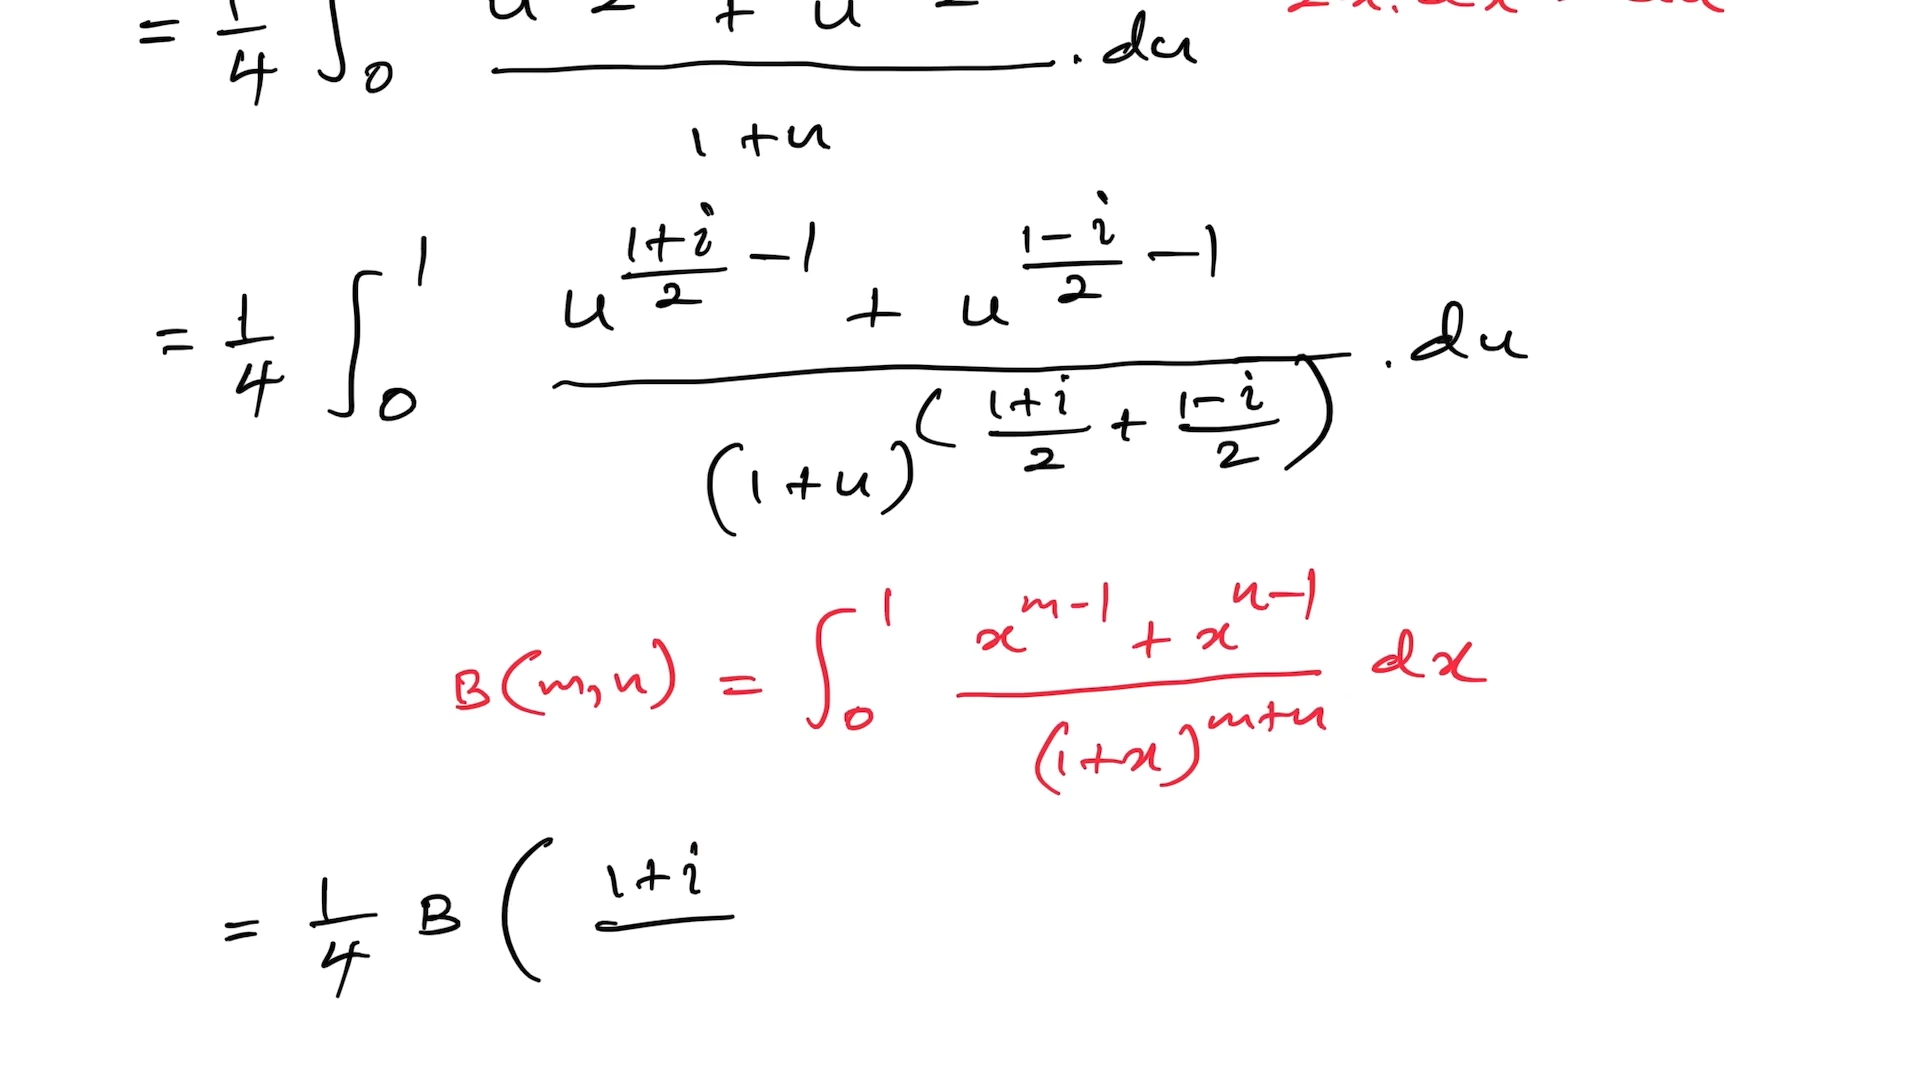 = 1/4 ∫₀ u + u / 1+u . du
= 1/4 ∫₀¹ u^((1+i)/2 - 1) + u^((1-i)/2 - 1) / (1+u)^((1+i)/2 + (1-i)/2) . du
B(m,n) = ∫₀¹ x^(m-1) + x^(n-1) / (1+x)^(m+n) dx
= 1/4 B ( 1+i